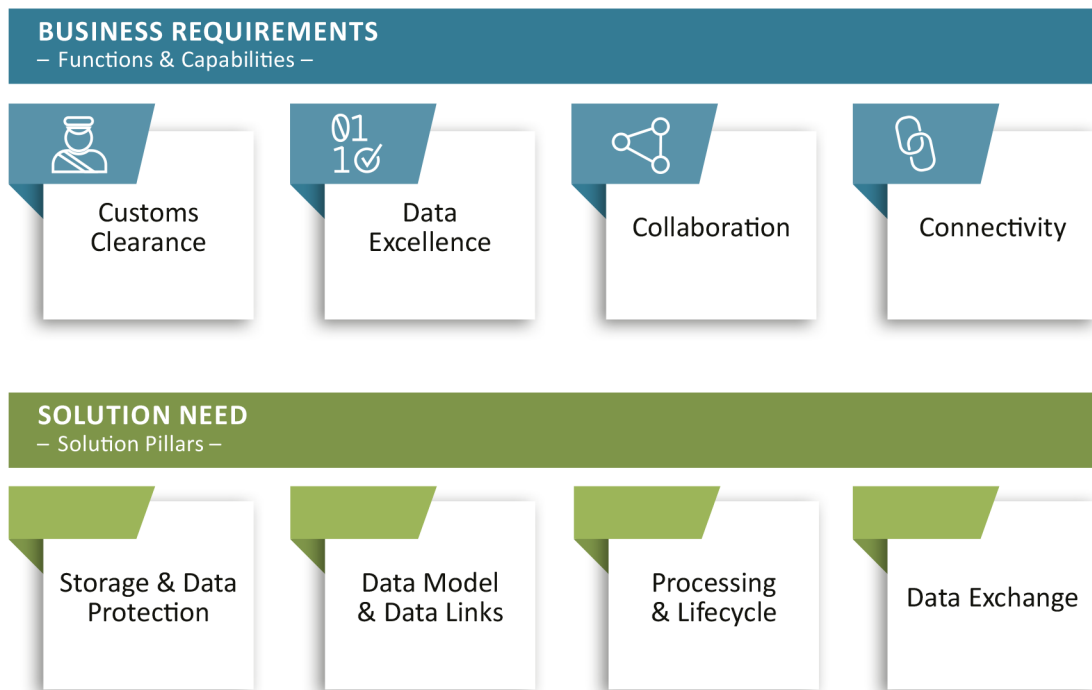 BUSINESS REQUIREMENTS
– Functions & Capabilities –
01
1
Customs
Clearance
Data
Excellence
Collaboration
Connectivity
SOLUTION NEED
– Solution Pillars –
Storage & Data
Protection
Data Model
& Data Links
Processing
& Lifecycle
Data Exchange